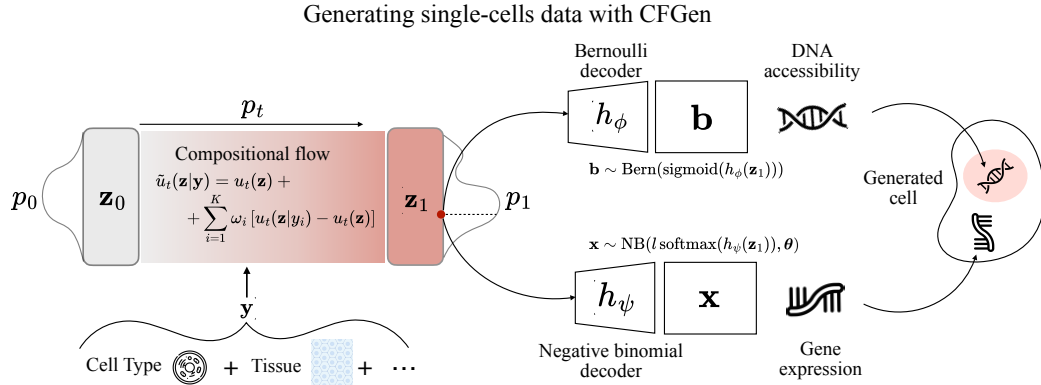 Generating single-cells data with CFGen
p_t
Compositional flow
ũ_t(z|y) = u_t(z) +
+ ∑_{i=1}^{K} ω_i [u_t(z|y_i) − u_t(z)]
p_0
z_0
z_1
p_1
y
Cell Type + Tissue + ...
Bernoulli
decoder
h_ϕ
b
DNA
accessibility
b ∼ Bern(sigmoid(h_ϕ(z_1)))
x ∼ NB(l softmax(h_ψ(z_1)), θ)
h_ψ
x
Negative binomial
decoder
Gene
expression
Generated
cell